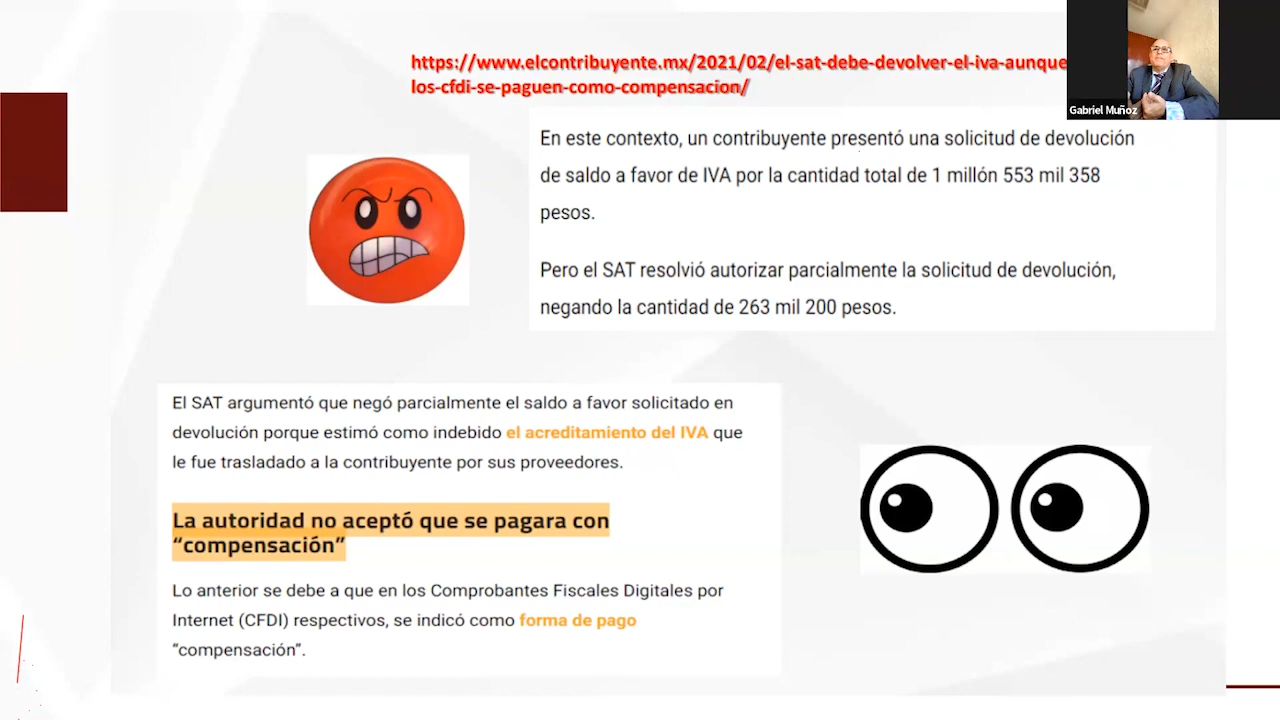 https://www.elcontribuyente.mx/2021/02/el-sat-debe-devolver-el-iva-aunque
los-cfdi-se-paguen-como-compensacion/
Gabriel Muñoz
En este contexto, un contribuyente presentó una solicitud de devolución
de saldo a favor de IVA por la cantidad total de 1 millón 553 mil 358
pesos.
Pero el SAT resolvió autorizar parcialmente la solicitud de devolución,
negando la cantidad de 263 mil 200 pesos.
El SAT argumentó que negó parcialmente el saldo a favor solicitado en
devolución porque estimó como indebido el acreditamiento del IVA que
le fue trasladado a la contribuyente por sus proveedores.
La autoridad no aceptó que se pagara con
“compensación”
Lo anterior se debe a que en los Comprobantes Fiscales Digitales por
Internet (CFDI) respectivos, se indicó como forma de pago
“compensación”.